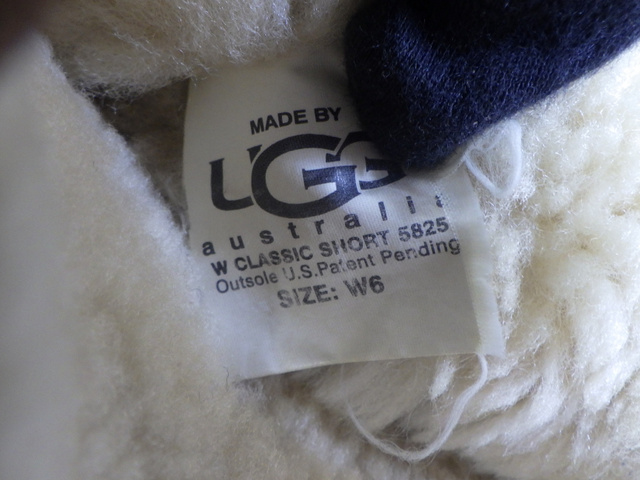 MADE BY
UGG
australia
W CLASSIC SHORT 5825
Outsole U.S.Patent Pending
SIZE: W6